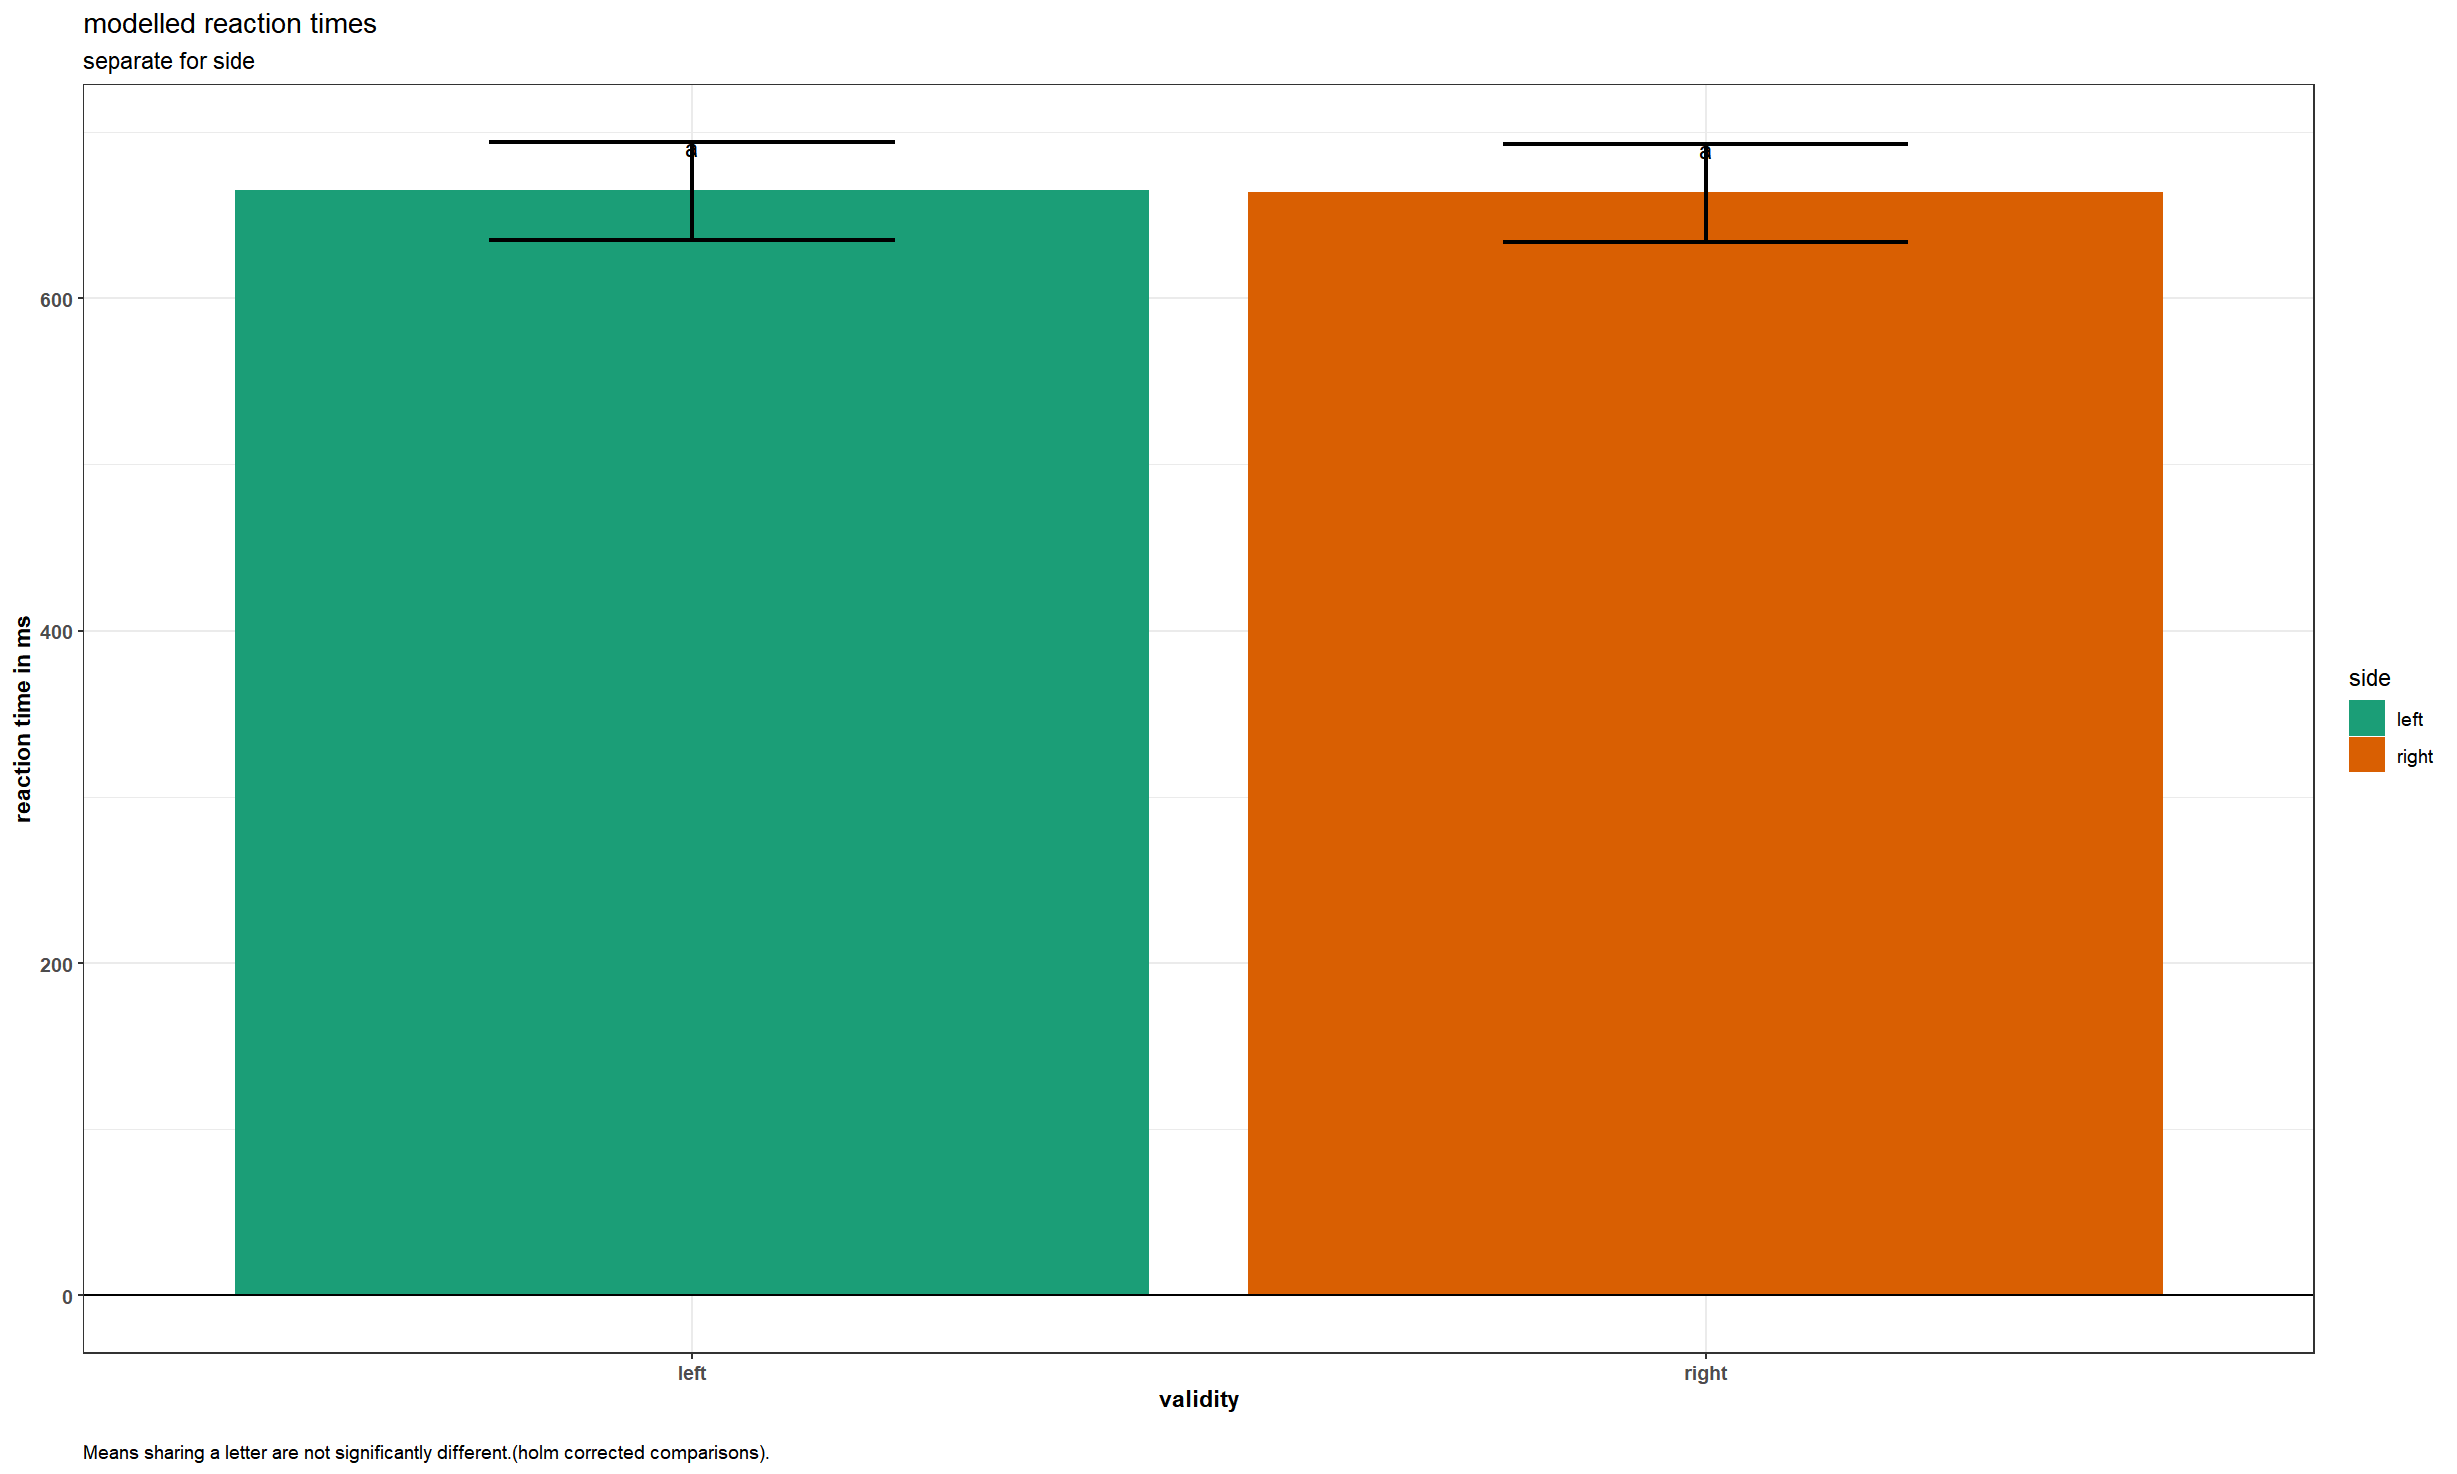 modelled reaction times
separate for side
a
a
600
400
200
0
reaction time in ms
left
right
validity
side
left
right
Means sharing a letter are not significantly different.(holm corrected comparisons).